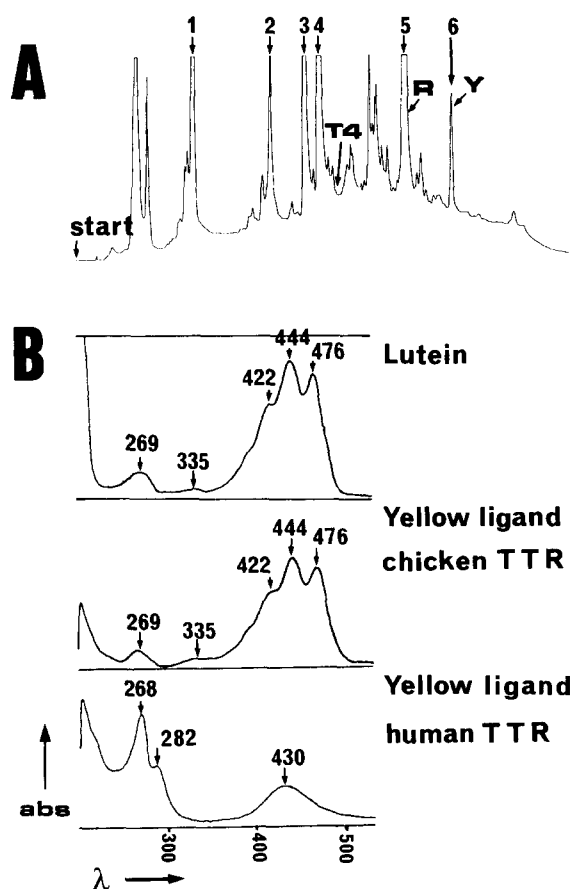 A
1 2 3 4 5 6
R Y
T4
start
B
444
476
422
Lutein
269
335
Yellow ligand
444
476
chicken TTR
422
269
335
Yellow ligand
268
human TTR
282
430
abs
300 400 500
λ